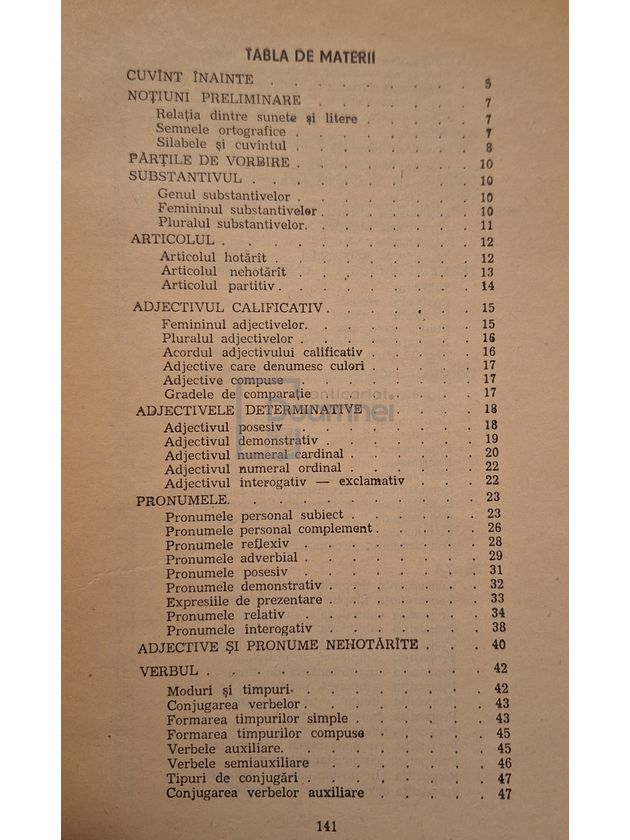 TABLA DE MATERII
CUVÎNT ÎNAINTE . . . . . . . . 5
NOȚIUNI PRELIMINARE . . . . . . . 7
Relația dintre sunete și litere . . . . . 7
Semnele ortografice . . . . . . . . 7
Silabele și cuvîntul . . . . . . . . 8
PĂRȚILE DE VORBIRE . . . . . . . . 10
SUBSTANTIVUL . . . . . . . . . . 10
Genul substantivelor . . . . . . . . 10
Femininul substantivelor . . . . . . . 10
Pluralul substantivelor. . . . . . . . 11
ARTICOLUL . . . . . . . . . . . 12
Articolul hotărît . . . . . . . . . 12
Articolul nehotărît . . . . . . . . 13
Articolul partitiv . . . . . . . . . 14
ADJECTIVUL CALIFICATIV. . . . . . . 15
Femininul adjectivelor. . . . . . . . 15
Pluralul adjectivelor . . . . . . . . 16
Acordul adjectivului calificativ . . . . . 16
Adjective care denumesc culori . . . . . 17
Adjective compuse . . . . . . . . 17
Gradele de comparație . . . . . . . 17
ADJECTIVELE DETERMINATIVE . . . . 18
Adjectivul posesiv . . . . . . . . 18
Adjectivul demonstrativ . . . . . . . 19
Adjectivul numeral cardinal . . . . . . 20
Adjectivul numeral ordinal . . . . . . 22
Adjectivul interogativ — exclamativ . . . . 22
PRONUMELE. . . . . . . . . . . 23
Pronumele personal subiect . . . . . . 23
Pronumele personal complement . . . . . 26
Pronumele reflexiv . . . . . . . . 28
Pronumele adverbial . . . . . . . . 29
Pronumele posesiv . . . . . . . . 31
Pronumele demonstrativ . . . . . . . 32
Expresiile de prezentare . . . . . . . 33
Pronumele relativ . . . . . . . . 34
Pronumele interogativ . . . . . . . 38
ADJECTIVE ȘI PRONUME NEHOTĂRÎTE . . . 40
VERBUL . . . . . . . . . . . . 42
Moduri și timpuri. . . . . . . . . 42
Conjugarea verbelor . . . . . . . . 43
Formarea timpurilor simple . . . . . . 43
Formarea timpurilor compuse . . . . . 45
Verbele auxiliare. . . . . . . . . 45
Verbele semiauxiliare . . . . . . . 46
Tipuri de conjugări . . . . . . . . 47
Conjugarea verbelor auxiliare . . . . . 47
141
anticariat
Doamnei